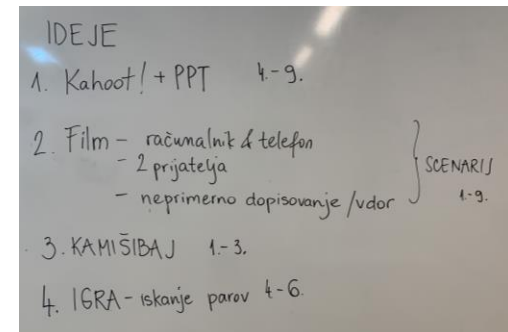 IDEJE
1. Kahoot! + PPT 4.-9.
2. Film - računalnik & telefon
- 2 prijatelja
- neprimerno dopisovanje / vdor
SCENARIJ
1.-9.
3. KAMIŠIBAJ 1.-3.
4. IGRA - iskanje parov 4-6.